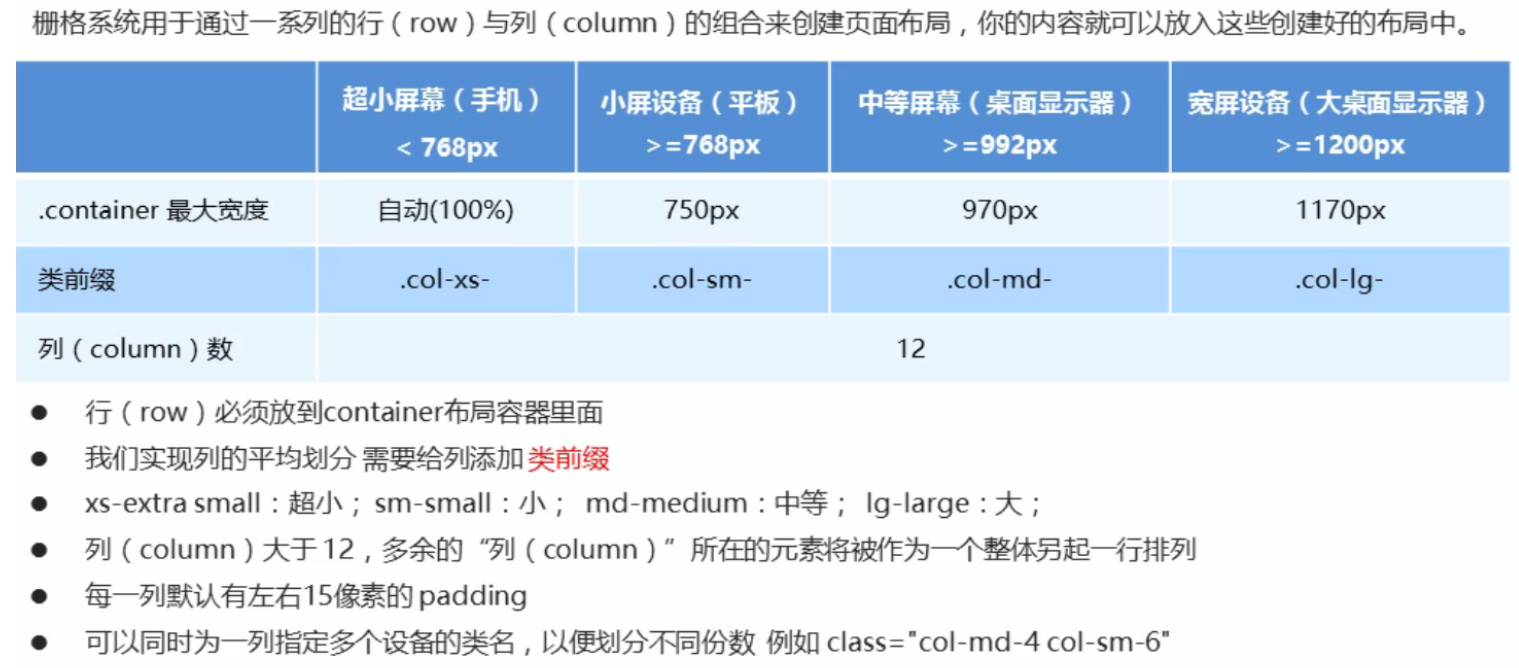 栅格系统用于通过一系列的行（row）与列（column）的组合来创建页面布局，你的内容就可以放入这些创建好的布局中。
超小屏幕（手机） 小屏设备（平板） 中等屏幕（桌面显示器） 宽屏设备（大桌面显示器）
< 768px >=768px >=992px >=1200px
.container 最大宽度 自动(100%) 750px 970px 1170px
类前缀 .col-xs- .col-sm- .col-md- .col-lg-
列（column）数 12
● 行（row）必须放到container布局容器里面
● 我们实现列的平均划分 需要给列添加 类前缀
● xs-extra small：超小； sm-small：小； md-medium：中等； lg-large：大；
● 列（column）大于 12，多余的“列（column）”所在的元素将被作为一个整体另起一行排列
● 每一列默认有左右15像素的 padding
● 可以同时为一列指定多个设备的类名，以便划分不同份数 例如 class="col-md-4 col-sm-6"